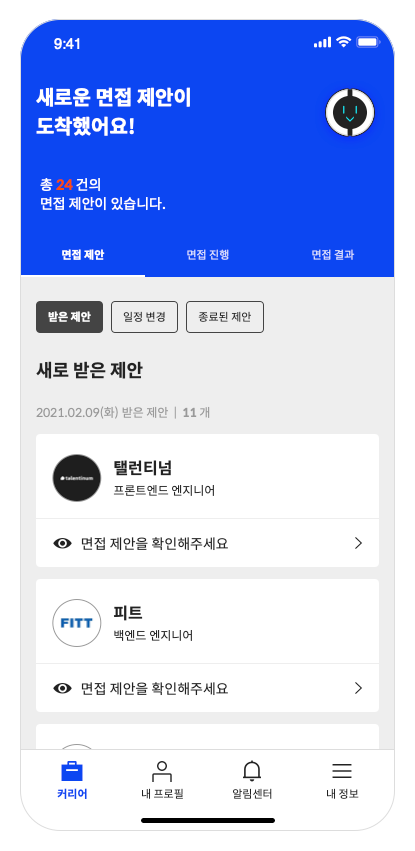 9:41
새로운 면접 제안이
도착했어요!
총 24 건의
면접 제안이 있습니다.
면접 제안
면접 진행
면접 결과
받은 제안
일정 변경
종료된 제안
새로 받은 제안
2021.02.09(화) 받은 제안 | 11 개
talentinum
탤런티넘
프론트엔드 엔지니어
면접 제안을 확인해주세요
FITT
피트
백엔드 엔지니어
면접 제안을 확인해주세요
커리어
내 프로필
알림센터
내 정보